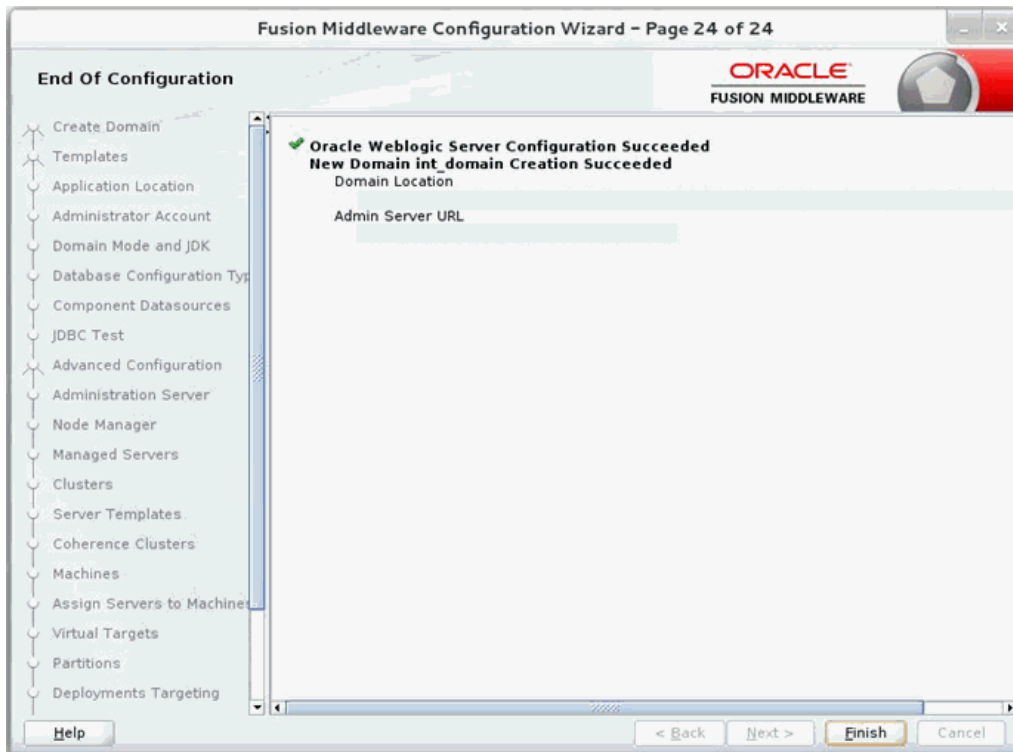 Fusion Middleware Configuration Wizard – Page 24 of 24
End Of Configuration
ORACLE
FUSION MIDDLEWARE
Create Domain
Templates
Application Location
Administrator Account
Domain Mode and JDK
Database Configuration Typ
Component Datasources
JDBC Test
Advanced Configuration
Administration Server
Node Manager
Managed Servers
Clusters
Server Templates
Coherence Clusters
Machines
Assign Servers to Machines
Virtual Targets
Partitions
Deployments Targeting
Oracle Weblogic Server Configuration Succeeded
New Domain int_domain Creation Succeeded
Domain Location
Admin Server URL
Help
< Back
Next >
Finish
Cancel